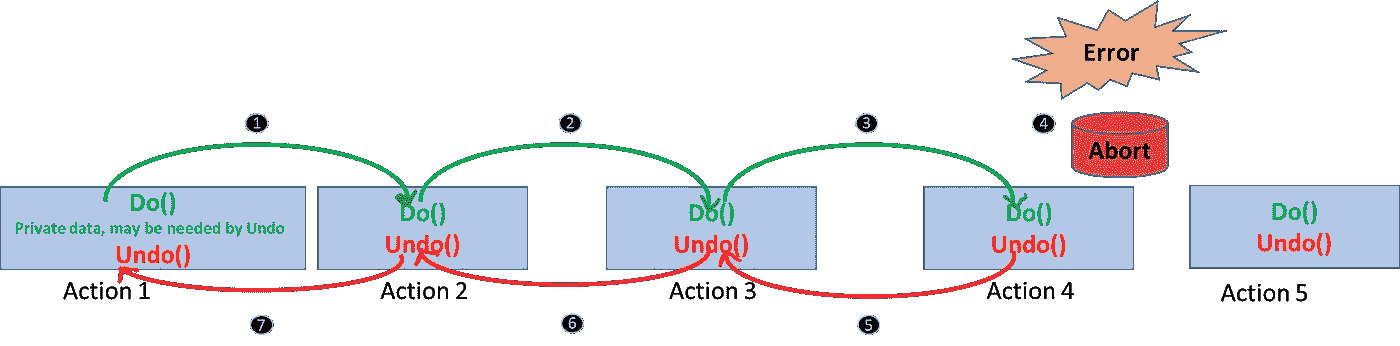 Error
1
2
3
4
Abort
Do()
Private data, may be needed by Undo
Undo()
Action 1
Do()
Undo()
Action 2
Do()
Undo()
Action 3
Do()
Undo()
Action 4
Do()
Undo()
Action 5
7
6
5